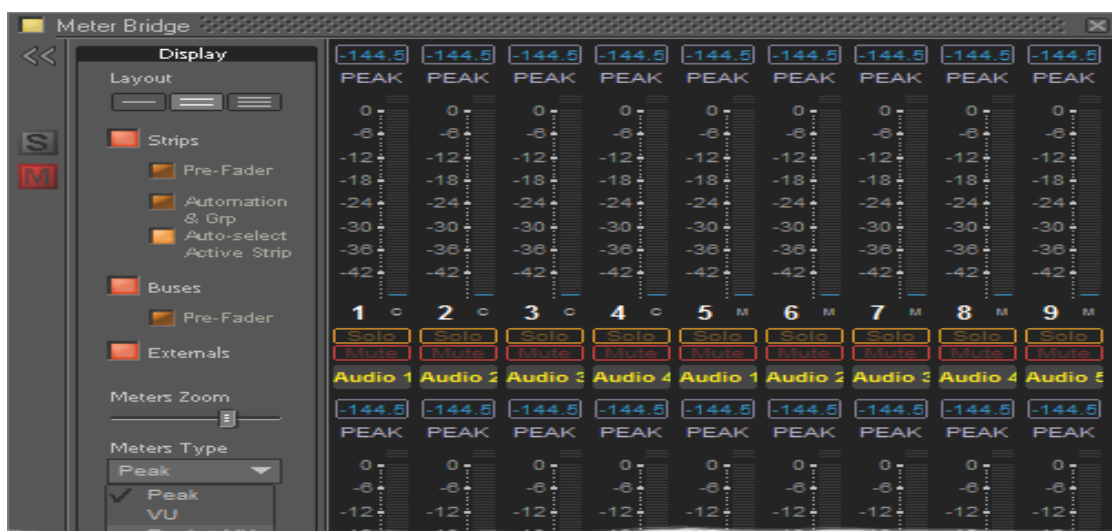 Meter Bridge
<<
Display
Layout
S
Strips
M
Pre-Fader
Automation
& Grp
Auto-select
Active Strip
Buses
Pre-Fader
Externals
Meters Zoom
Meters Type
Peak
Peak
VU
-144.5 -144.5 -144.5 -144.5 -144.5 -144.5 -144.5 -144.5 -144.5
PEAK PEAK PEAK PEAK PEAK PEAK PEAK PEAK PEAK
0 0 0 0 0 0 0 0 0
-6 -6 -6 -6 -6 -6 -6 -6 -6
-12 -12 -12 -12 -12 -12 -12 -12 -12
-18 -18 -18 -18 -18 -18 -18 -18 -18
-24 -24 -24 -24 -24 -24 -24 -24 -24
-30 -30 -30 -30 -30 -30 -30 -30 -30
-36 -36 -36 -36 -36 -36 -36 -36 -36
-42 -42 -42 -42 -42 -42 -42 -42 -42
1 C 2 C 3 C 4 C 5 M 6 M 7 M 8 M 9 M
Solo Solo Solo Solo Solo Solo Solo Solo Solo
Mute Mute Mute Mute Mute Mute Mute Mute Mute
Audio 1 Audio 2 Audio 3 Audio 4 Audio 1 Audio 2 Audio 3 Audio 4 Audio 5
-144.5 -144.5 -144.5 -144.5 -144.5 -144.5 -144.5 -144.5 -144.5
PEAK PEAK PEAK PEAK PEAK PEAK PEAK PEAK PEAK
0 0 0 0 0 0 0 0 0
-6 -6 -6 -6 -6 -6 -6 -6 -6
-12 -12 -12 -12 -12 -12 -12 -12 -12